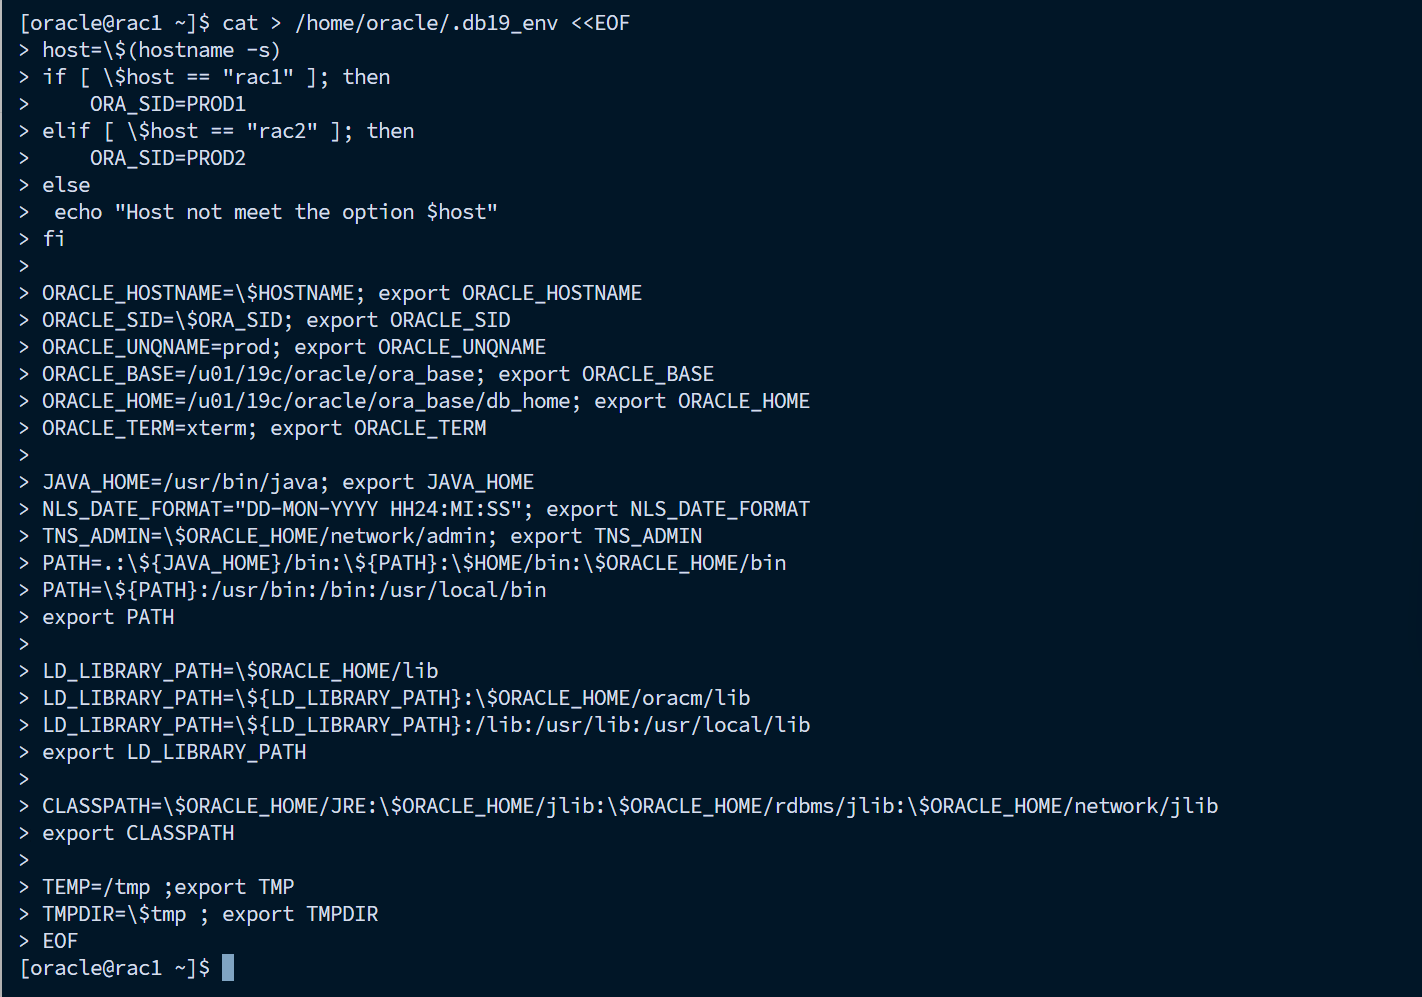 [oracle@rac1 ~]$ cat > /home/oracle/.db19_env <<EOF
> host=\$(hostname -s)
> if [ \$host == "rac1" ]; then
>     ORA_SID=PROD1
> elif [ \$host == "rac2" ]; then
>     ORA_SID=PROD2
> else
>  echo "Host not meet the option $host"
> fi
>
> ORACLE_HOSTNAME=\$HOSTNAME; export ORACLE_HOSTNAME
> ORACLE_SID=\$ORA_SID; export ORACLE_SID
> ORACLE_UNQNAME=prod; export ORACLE_UNQNAME
> ORACLE_BASE=/u01/19c/oracle/ora_base; export ORACLE_BASE
> ORACLE_HOME=/u01/19c/oracle/ora_base/db_home; export ORACLE_HOME
> ORACLE_TERM=xterm; export ORACLE_TERM
>
> JAVA_HOME=/usr/bin/java; export JAVA_HOME
> NLS_DATE_FORMAT="DD-MON-YYYY HH24:MI:SS"; export NLS_DATE_FORMAT
> TNS_ADMIN=\$ORACLE_HOME/network/admin; export TNS_ADMIN
> PATH=.:\${JAVA_HOME}/bin:\${PATH}:\$HOME/bin:\$ORACLE_HOME/bin
> PATH=\${PATH}:/usr/bin:/bin:/usr/local/bin
> export PATH
>
> LD_LIBRARY_PATH=\$ORACLE_HOME/lib
> LD_LIBRARY_PATH=\${LD_LIBRARY_PATH}:\$ORACLE_HOME/oracm/lib
> LD_LIBRARY_PATH=\${LD_LIBRARY_PATH}:/lib:/usr/lib:/usr/local/lib
> export LD_LIBRARY_PATH
>
> CLASSPATH=\$ORACLE_HOME/JRE:\$ORACLE_HOME/jlib:\$ORACLE_HOME/rdbms/jlib:\$ORACLE_HOME/network/jlib
> export CLASSPATH
>
> TEMP=/tmp ;export TMP
> TMPDIR=\$tmp ; export TMPDIR
> EOF
[oracle@rac1 ~]$